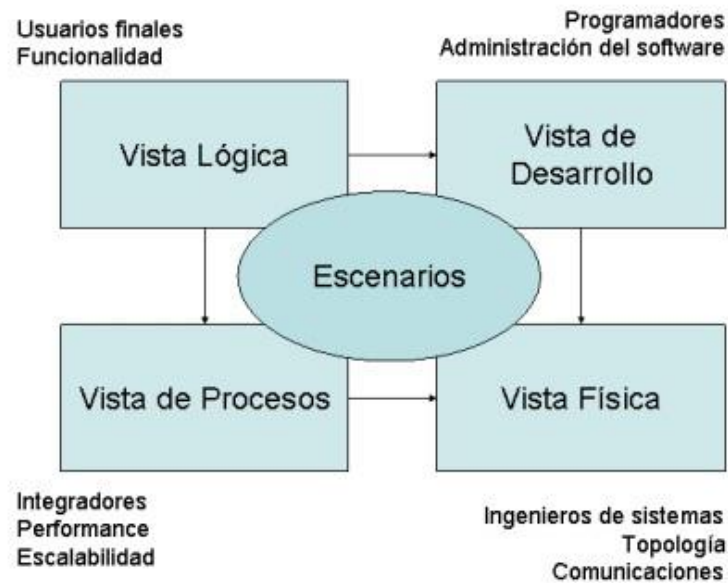 Usuarios finales
Funcionalidad
Programadores
Administración del software
Vista Lógica
Vista de
Desarrollo
Escenarios
Vista de Procesos
Vista Física
Integradores
Performance
Escalabilidad
Ingenieros de sistemas
Topología
Comunicaciones